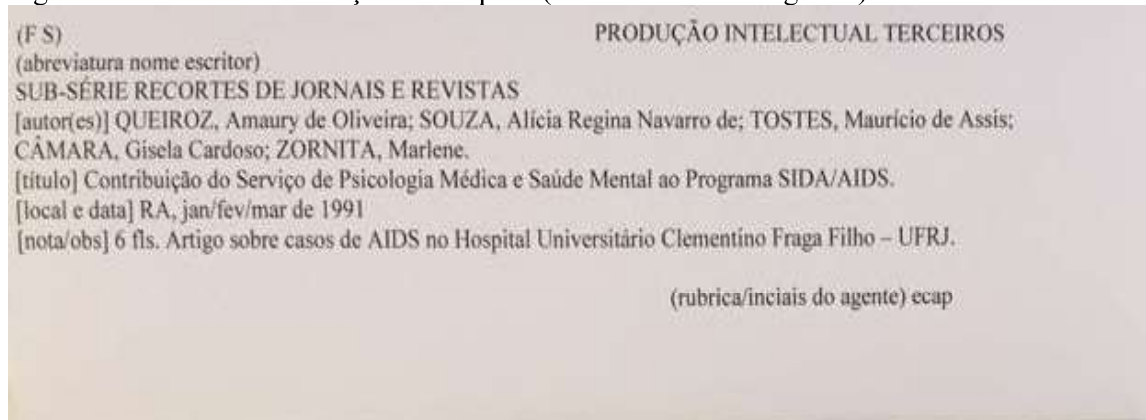 (F S) PRODUÇÃO INTELECTUAL TERCEIROS
(abreviatura nome escritor)
SUB-SÉRIE RECORTES DE JORNAIS E REVISTAS
[autor(es)] QUEIROZ, Amaury de Oliveira; SOUZA, Alícia Regina Navarro de; TOSTES, Maurício de Assis;
CÂMARA, Gisela Cardoso; ZORNITA, Marlene.
[título] Contribuição do Serviço de Psicologia Médica e Saúde Mental ao Programa SIDA/AIDS.
[local e data] RA, jan/fev/mar de 1991
[nota/obs] 6 fls. Artigo sobre casos de AIDS no Hospital Universitário Clementino Fraga Filho – UFRJ.
(rubrica/inciais do agente) ecap